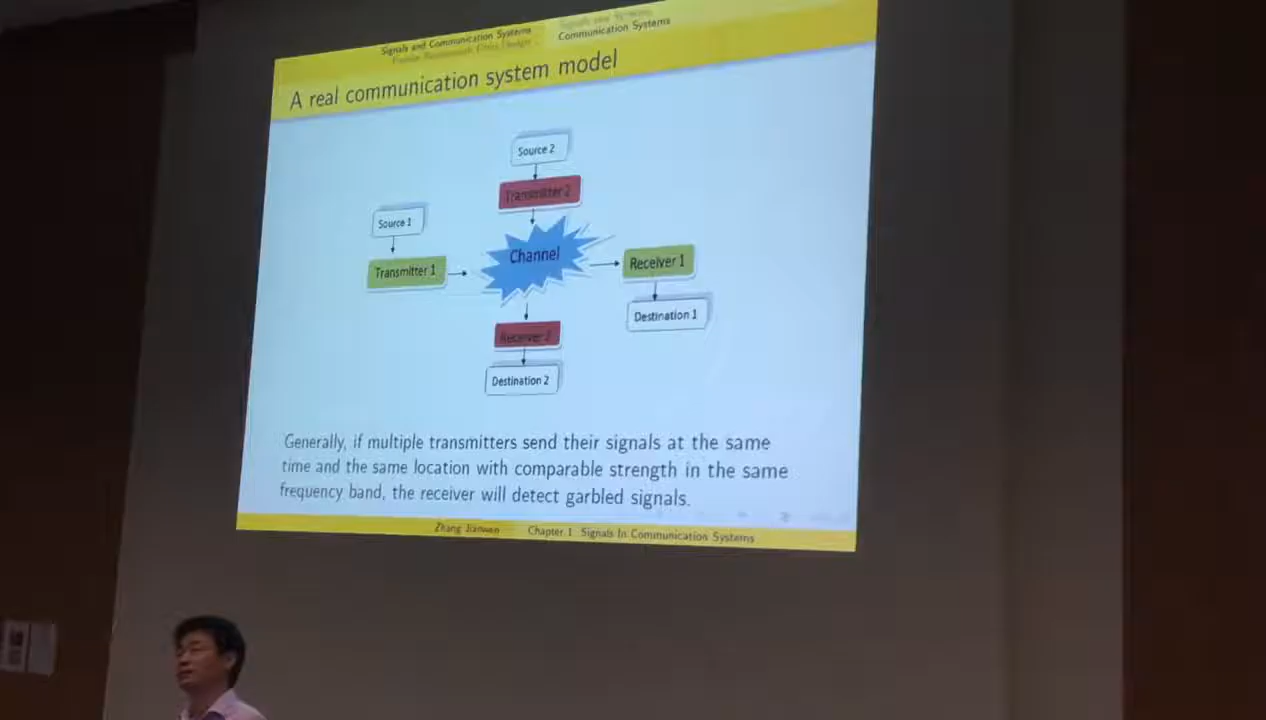 Signals and Communication Systems
Communication Systems
A real communication system model
Source 2
Transmitter 2
Source 1
Channel
Transmitter 1
Receiver 1
Destination 1
Receiver 2
Destination 2
Generally, if multiple transmitters send their signals at the same
time and the same location with comparable strength in the same
frequency band, the receiver will detect garbled signals.
Zhang Jianwen Chapter 1 Signals In Communication Systems